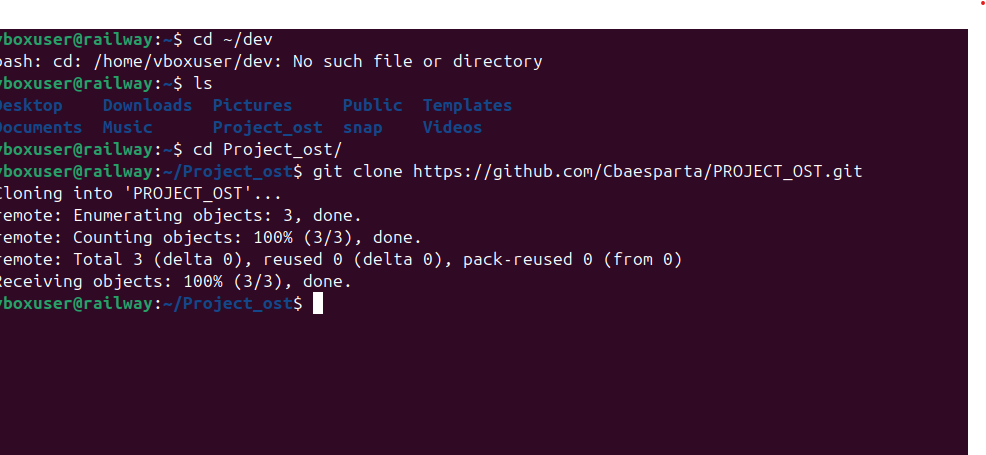 vboxuser@railway:~$ cd ~/dev
bash: cd: /home/vboxuser/dev: No such file or directory
vboxuser@railway:~$ ls
Desktop    Downloads  Pictures     Public  Templates
Documents  Music      Project_ost  snap    Videos
vboxuser@railway:~$ cd Project_ost/
vboxuser@railway:~/Project_ost$ git clone https://github.com/Cbaesparta/PROJECT_OST.git
Cloning into 'PROJECT_OST'...
remote: Enumerating objects: 3, done.
remote: Counting objects: 100% (3/3), done.
remote: Total 3 (delta 0), reused 0 (delta 0), pack-reused 0 (from 0)
Receiving objects: 100% (3/3), done.
vboxuser@railway:~/Project_ost$